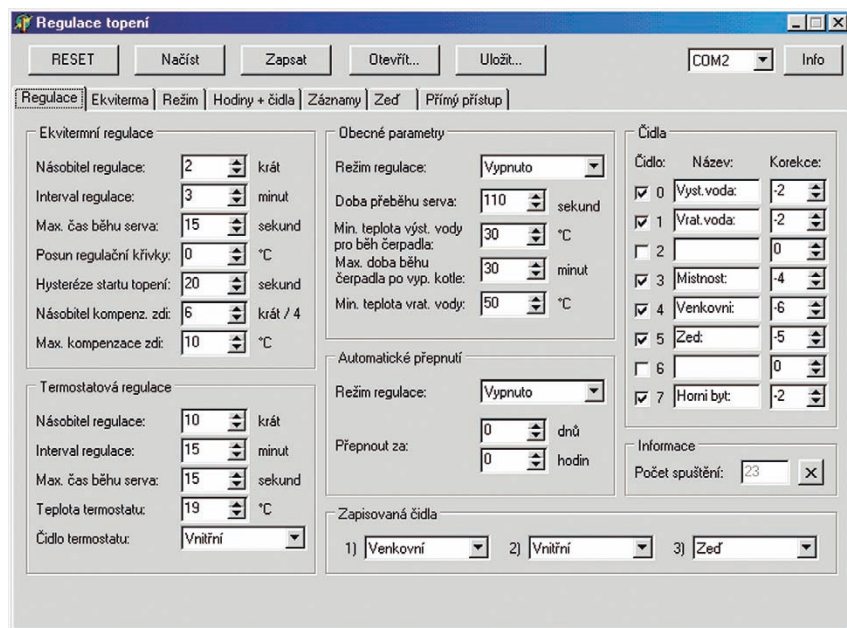 Regulace topení
RESET Načíst Zapsat Otevřít... Uložit... COM2 Info
Regulace Ekviterma Režim Hodiny + čidla Záznamy Zeď Přímý přístup
Ekvitermní regulace
Násobitel regulace: 2 krát
Interval regulace: 3 minut
Max. čas běhu serva: 15 sekund
Posun regulační křivky: 0 °C
Hysteréze startu topení: 20 sekund
Násobitel kompenz. zdi: 6 krát / 4
Max. kompenzace zdi: 10 °C
Termostatová regulace
Násobitel regulace: 10 krát
Interval regulace: 15 minut
Max. čas běhu serva: 15 sekund
Teplota termostatu: 19 °C
Čidlo termostatu: Vnitřní
Obecné parametry
Režim regulace: Vypnuto
Doba přeběhu serva: 110 sekund
Min. teplota výst. vody
pro běh čerpadla: 30 °C
Max. doba běhu
čerpadla po vyp. kotle: 30 minut
Min. teplota vrat. vody: 50 °C
Automatické přepnutí
Režim regulace: Vypnuto
Přepnout za: 0 dnů
0 hodin
Čidla
Čidlo: Název: Korekce:
0 Vyst.voda: -2
1 Vrat.voda: -2
2 0
3 Mistnost: -4
4 Venkovni: -6
5 Zed: -5
6 0
7 Horni byt: -2
Informace
Počet spuštění: 23 x
Zapisovaná čidla
1) Venkovní 2) Vnitřní 3) Zeď